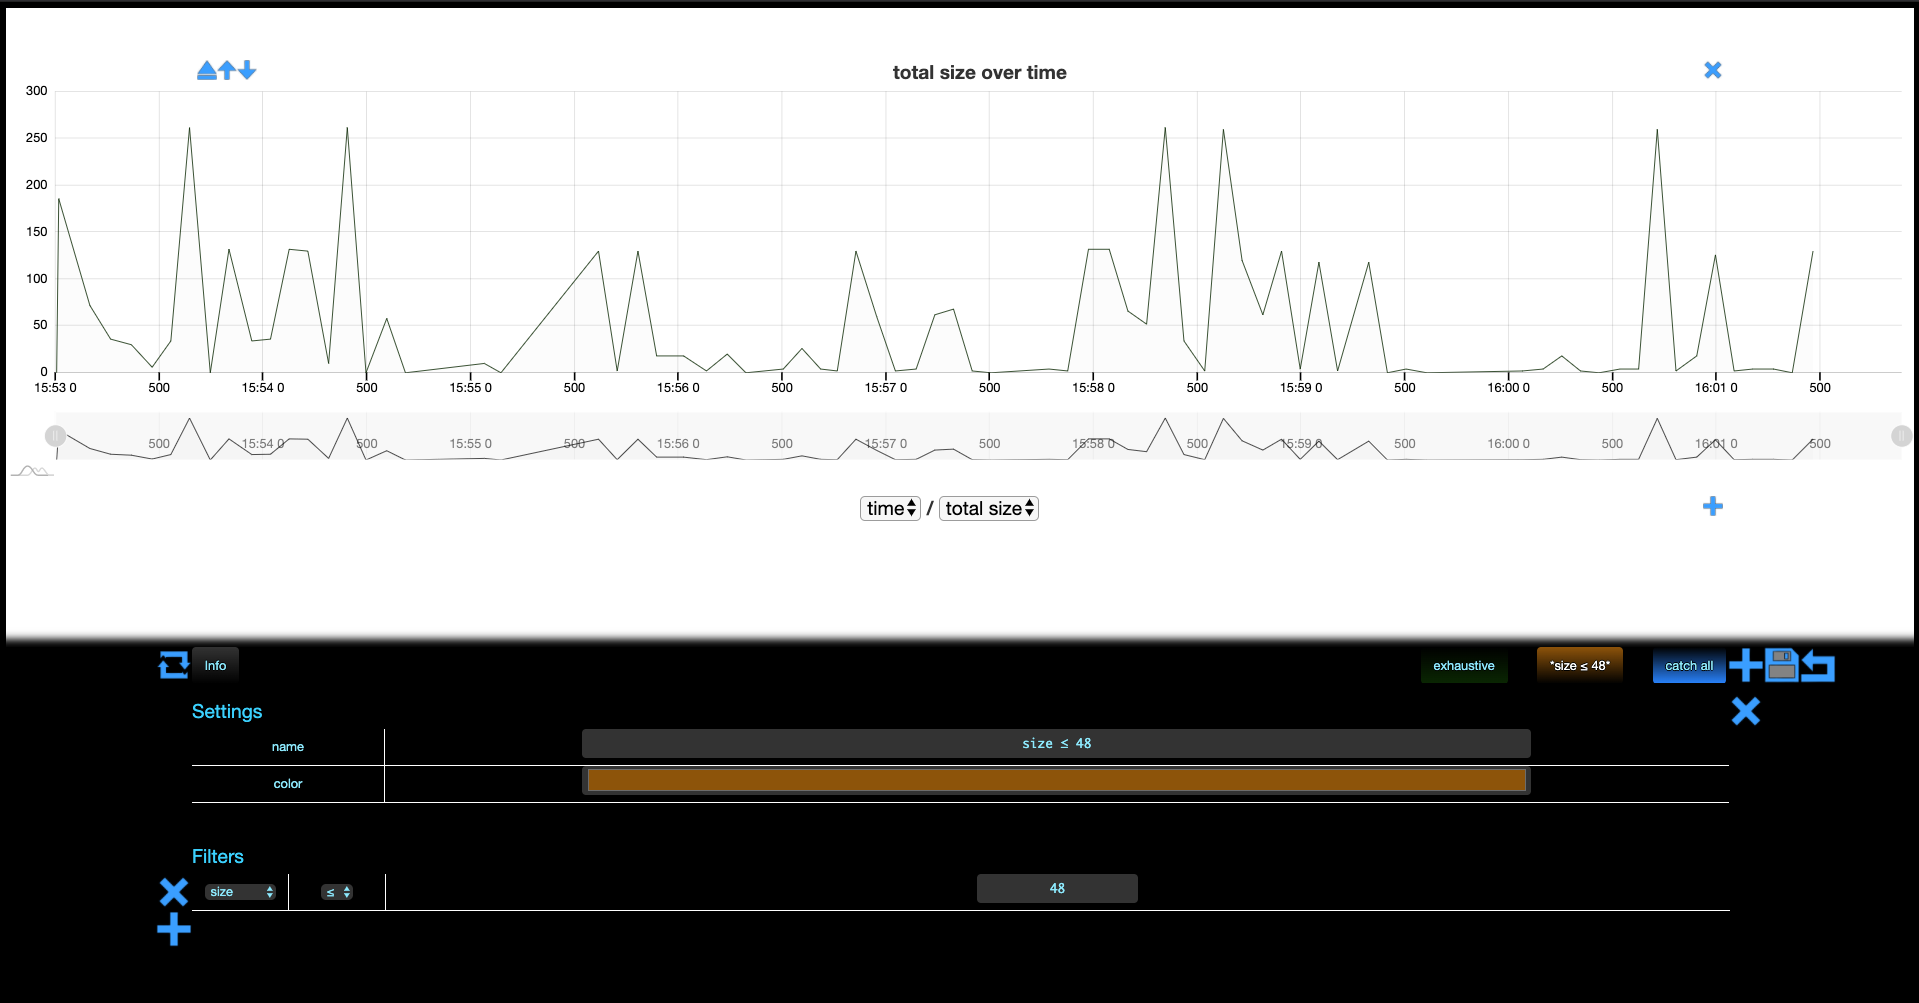 total size over time
300
250
200
150
100
50
0
15:53 0 500 15:54 0 500 15:55 0 500 15:56 0 500 15:57 0 500 15:58 0 500 15:59 0 500 16:00 0 500 16:01 0 500
500 15:54 0 500 15:55 0 500 15:56 0 500 15:57 0 500 15:58 0 500 15:59 0 500 16:00 0 500 16:01 0 500
time / total size
Info exhaustive *size ≤ 48* catch all
Settings
name size ≤ 48
color
Filters
size ≤ 48